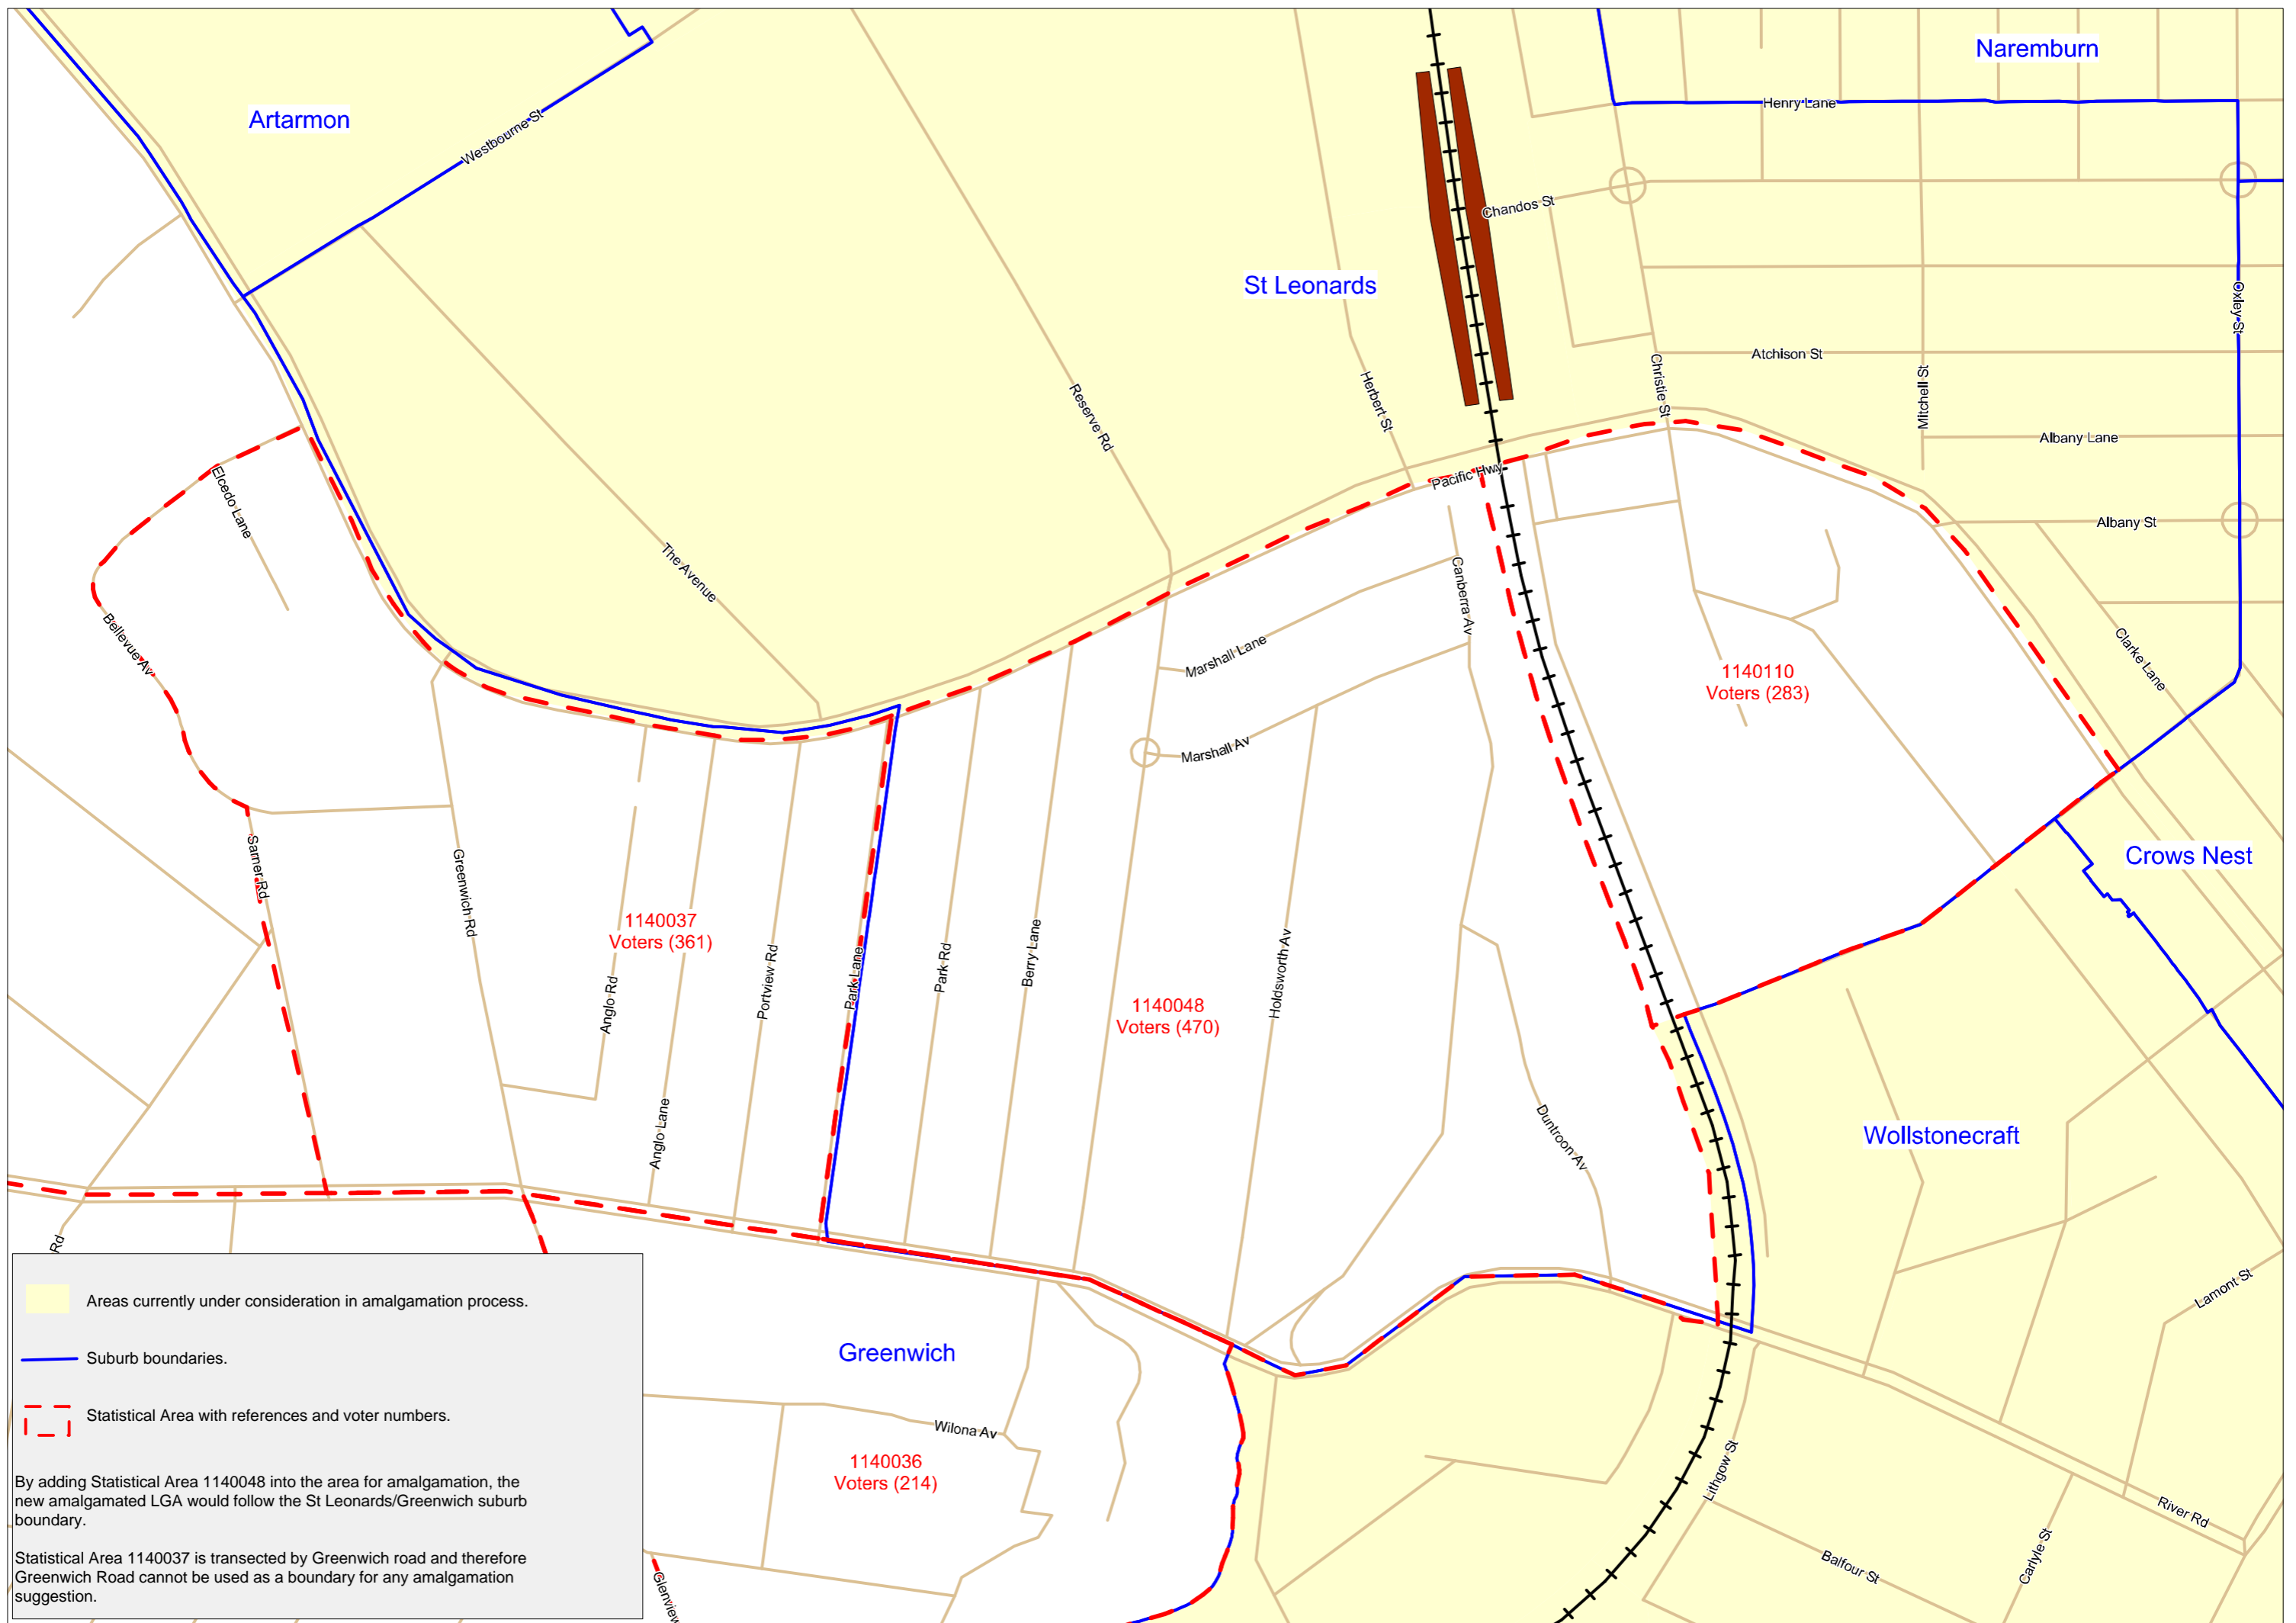 Naremburn
Artarmon
Henry Lane
Westbourne St
Chandos St
St Leonards
Oxley St
Atchison St
Christie St
Mitchell St
Herbert St
Reserve Rd
Albany Lane
Pacific Hwy
Elcedo Lane
Albany St
The Avenue
Canberra Av
Bellevue Av
Marshall Lane
Clarke Lane
1140110
Voters (283)
Marshall Av
Crows Nest
Sarner Rd
Greenwich Rd
1140037
Voters (361)
Portview Rd
Park Lane
Park Rd
Berry Lane
Holdsworth Av
Anglo Rd
1140048
Voters (470)
Anglo Lane
Duntroon Av
Wollstonecraft
Rd
Lamont St
Greenwich
Wilona Av
1140036
Voters (214)
Lithgow St
River Rd
Balfour St
Carlyle St
Glenview
Areas currently under consideration in amalgamation process.
Suburb boundaries.
Statistical Area with references and voter numbers.
By adding Statistical Area 1140048 into the area for amalgamation, the
new amalgamated LGA would follow the St Leonards/Greenwich suburb
boundary.
Statistical Area 1140037 is transected by Greenwich road and therefore
Greenwich Road cannot be used as a boundary for any amalgamation
suggestion.